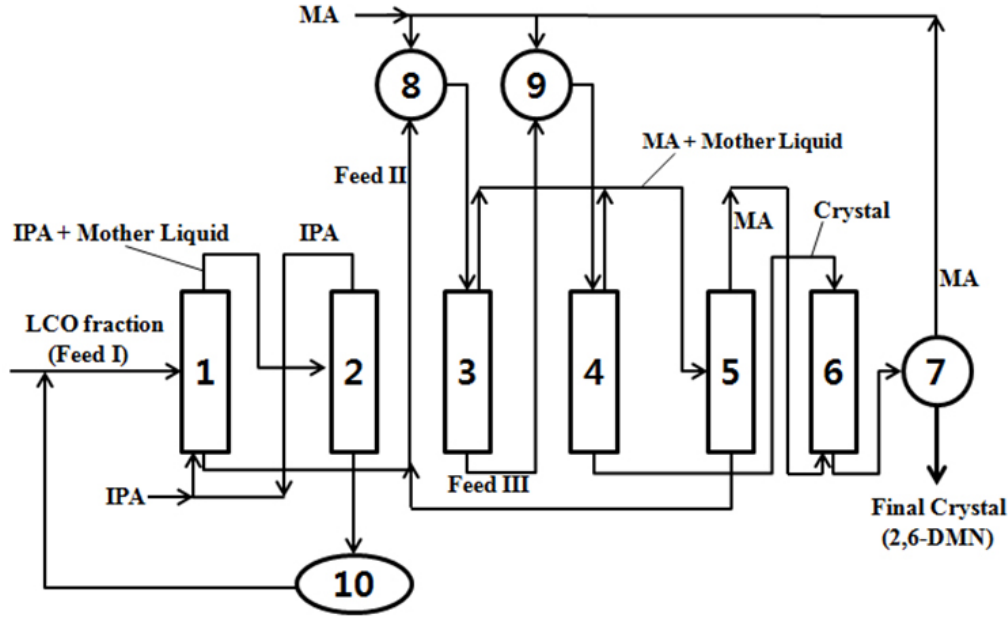 MA
8
9
MA + Mother Liquid
Feed II
IPA + Mother Liquid
IPA
MA
Crystal
MA
LCO fraction
(Feed I)
1
2
3
4
5
6
7
Feed III
IPA
Final Crystal
(2,6-DMN)
10